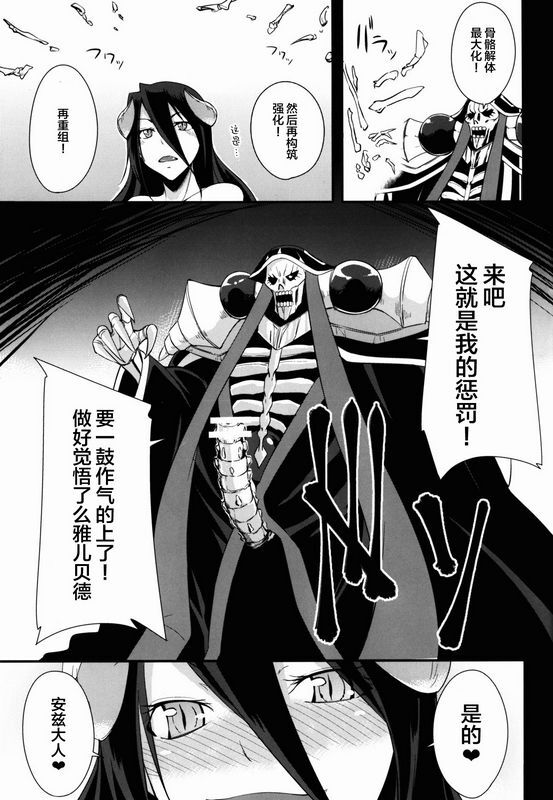 骨骼解体
最大化！
然后再构筑
强化！
这是…
再重组！
来吧
这就是我的惩罚！
要一鼓作气的上了！
做好觉悟了么雅儿贝德
是的❤
安兹大人
❤